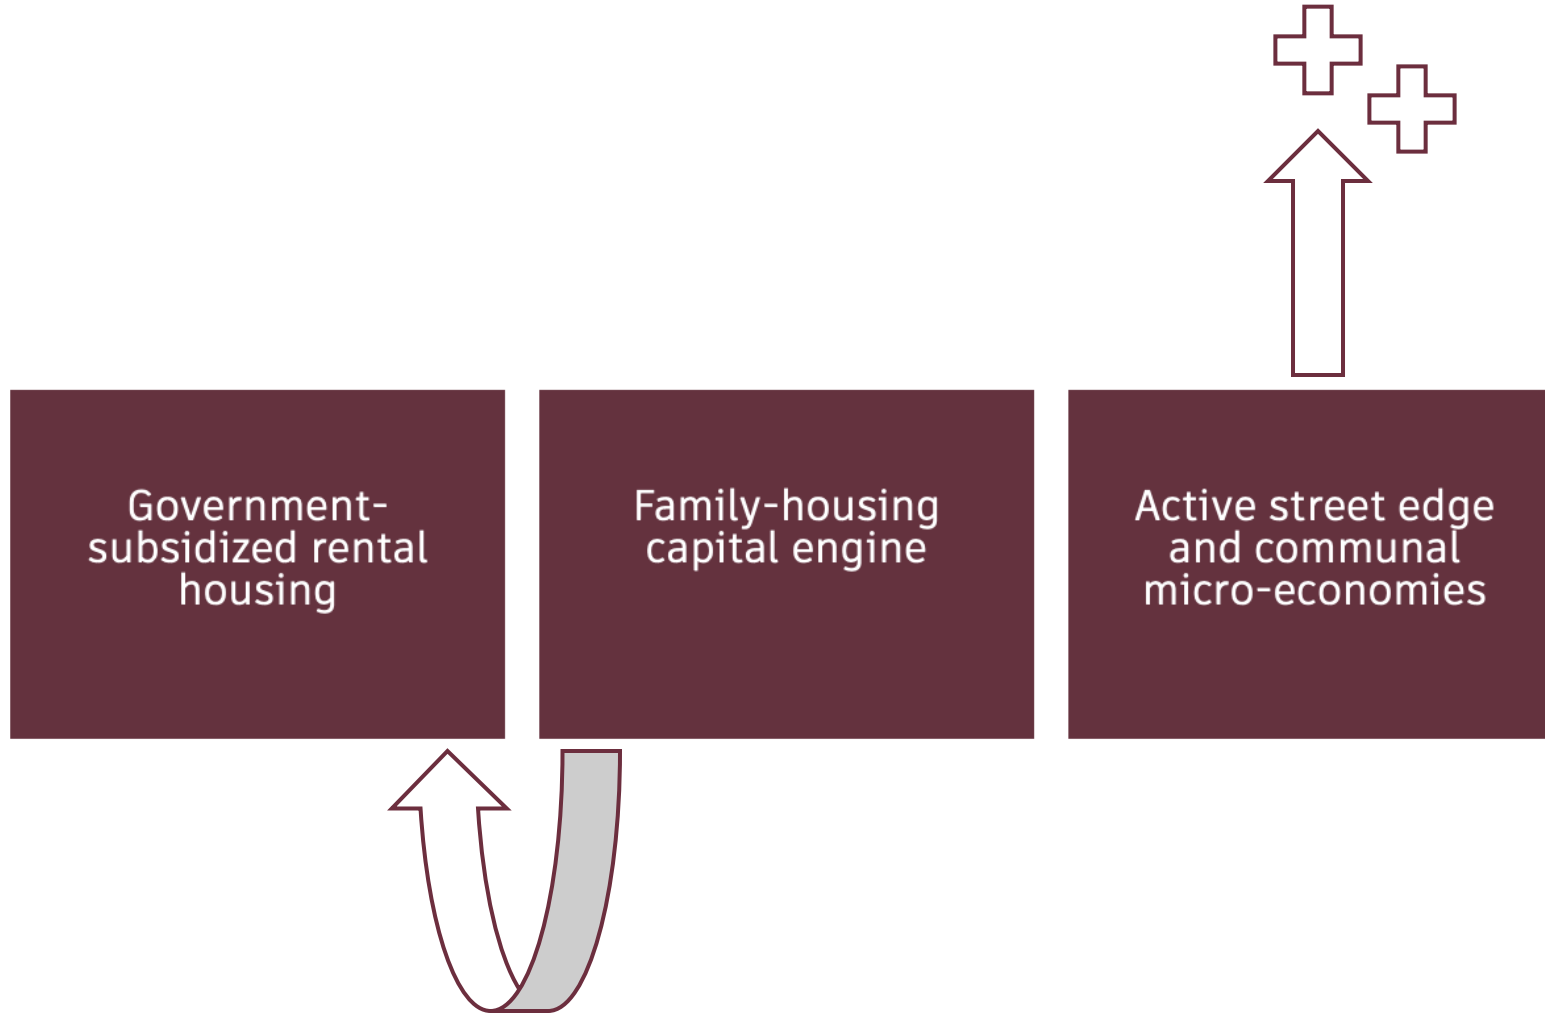 Government-
subsidized rental
housing
Family-housing
capital engine
Active street edge
and communal
micro-economies